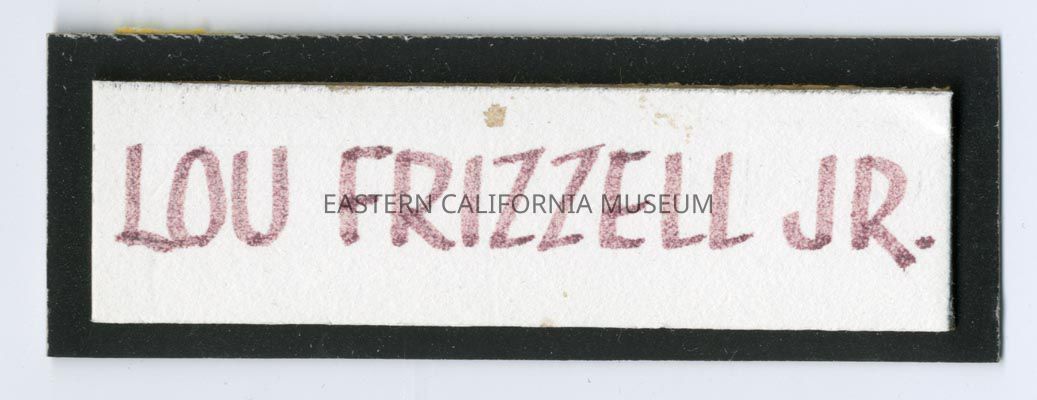 LOU FRIZZELL JR.
EASTERN CALIFORNIA MUSEUM